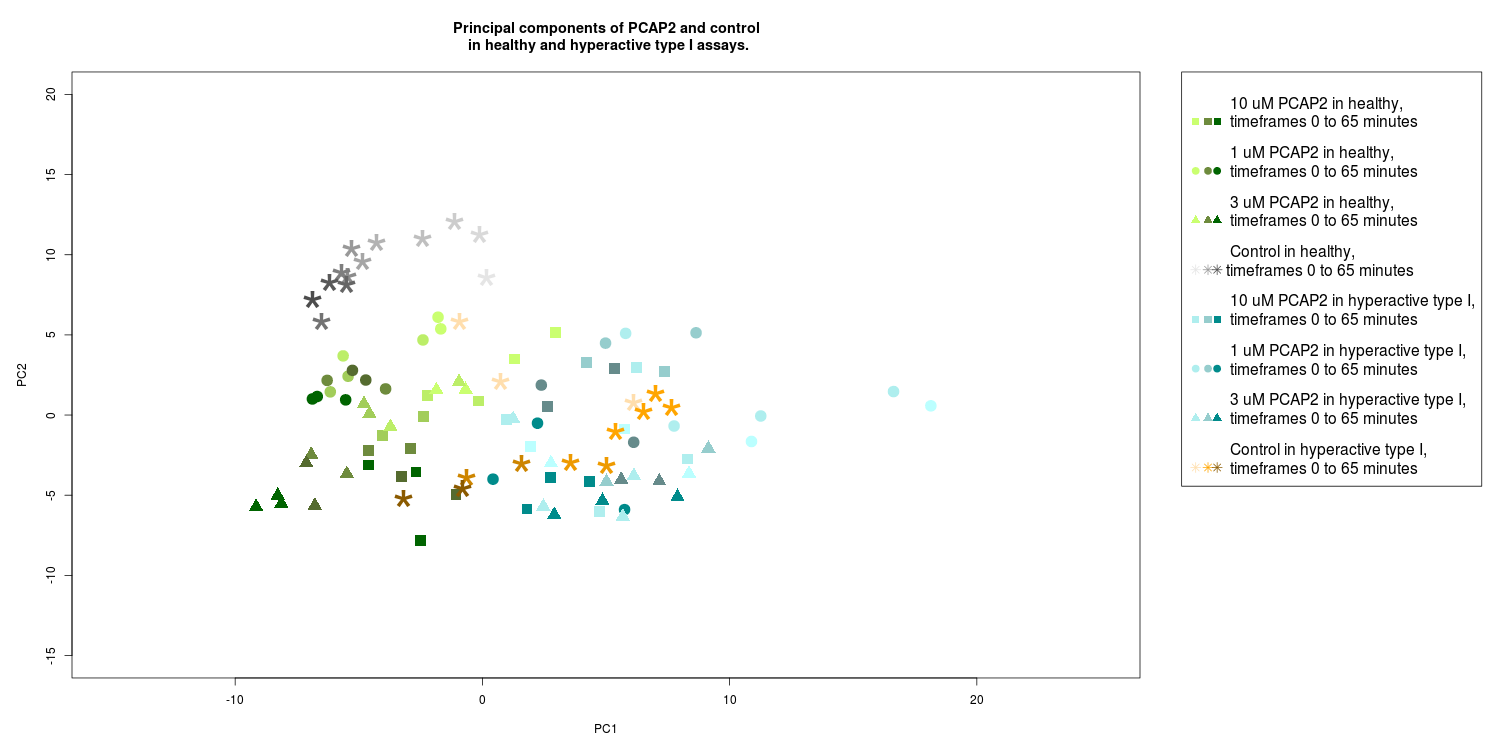 Principal components of PCAP2 and control
in healthy and hyperactive type I assays.
20
15
10
5
0
-5
-10
-15
PC2
-10
0
10
20
PC1
10 uM PCAP2 in healthy,
timeframes 0 to 65 minutes
1 uM PCAP2 in healthy,
timeframes 0 to 65 minutes
3 uM PCAP2 in healthy,
timeframes 0 to 65 minutes
Control in healthy,
timeframes 0 to 65 minutes
10 uM PCAP2 in hyperactive type I,
timeframes 0 to 65 minutes
1 uM PCAP2 in hyperactive type I,
timeframes 0 to 65 minutes
3 uM PCAP2 in hyperactive type I,
timeframes 0 to 65 minutes
Control in hyperactive type I,
timeframes 0 to 65 minutes